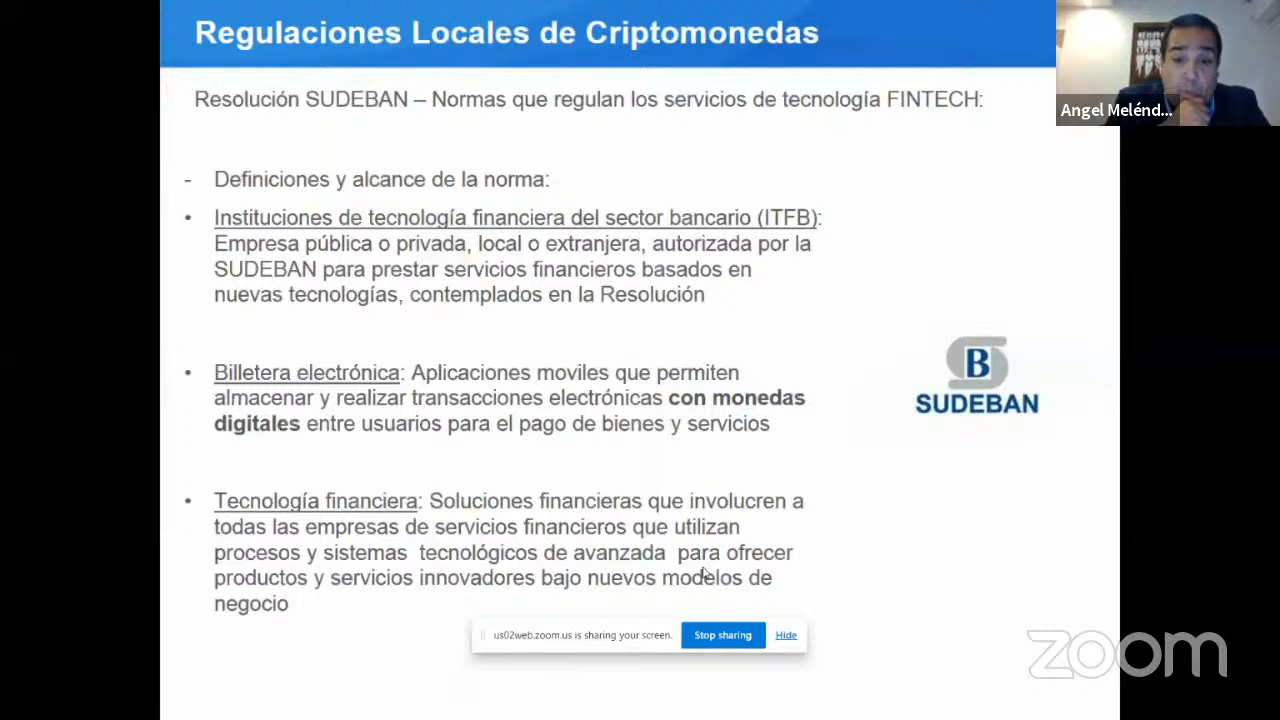 Regulaciones Locales de Criptomonedas
Resolución SUDEBAN – Normas que regulan los servicios de tecnología FINTECH:
Angel Melénd...
- Definiciones y alcance de la norma:
• Instituciones de tecnología financiera del sector bancario (ITFB):
Empresa pública o privada, local o extranjera, autorizada por la
SUDEBAN para prestar servicios financieros basados en
nuevas tecnologías, contemplados en la Resolución
• Billetera electrónica: Aplicaciones moviles que permiten
almacenar y realizar transacciones electrónicas con monedas
digitales entre usuarios para el pago de bienes y servicios
B
SUDEBAN
• Tecnología financiera: Soluciones financieras que involucren a
todas las empresas de servicios financieros que utilizan
procesos y sistemas tecnológicos de avanzada para ofrecer
productos y servicios innovadores bajo nuevos modelos de
negocio
us02web.zoom.us is sharing your screen. Stop sharing Hide
zoom